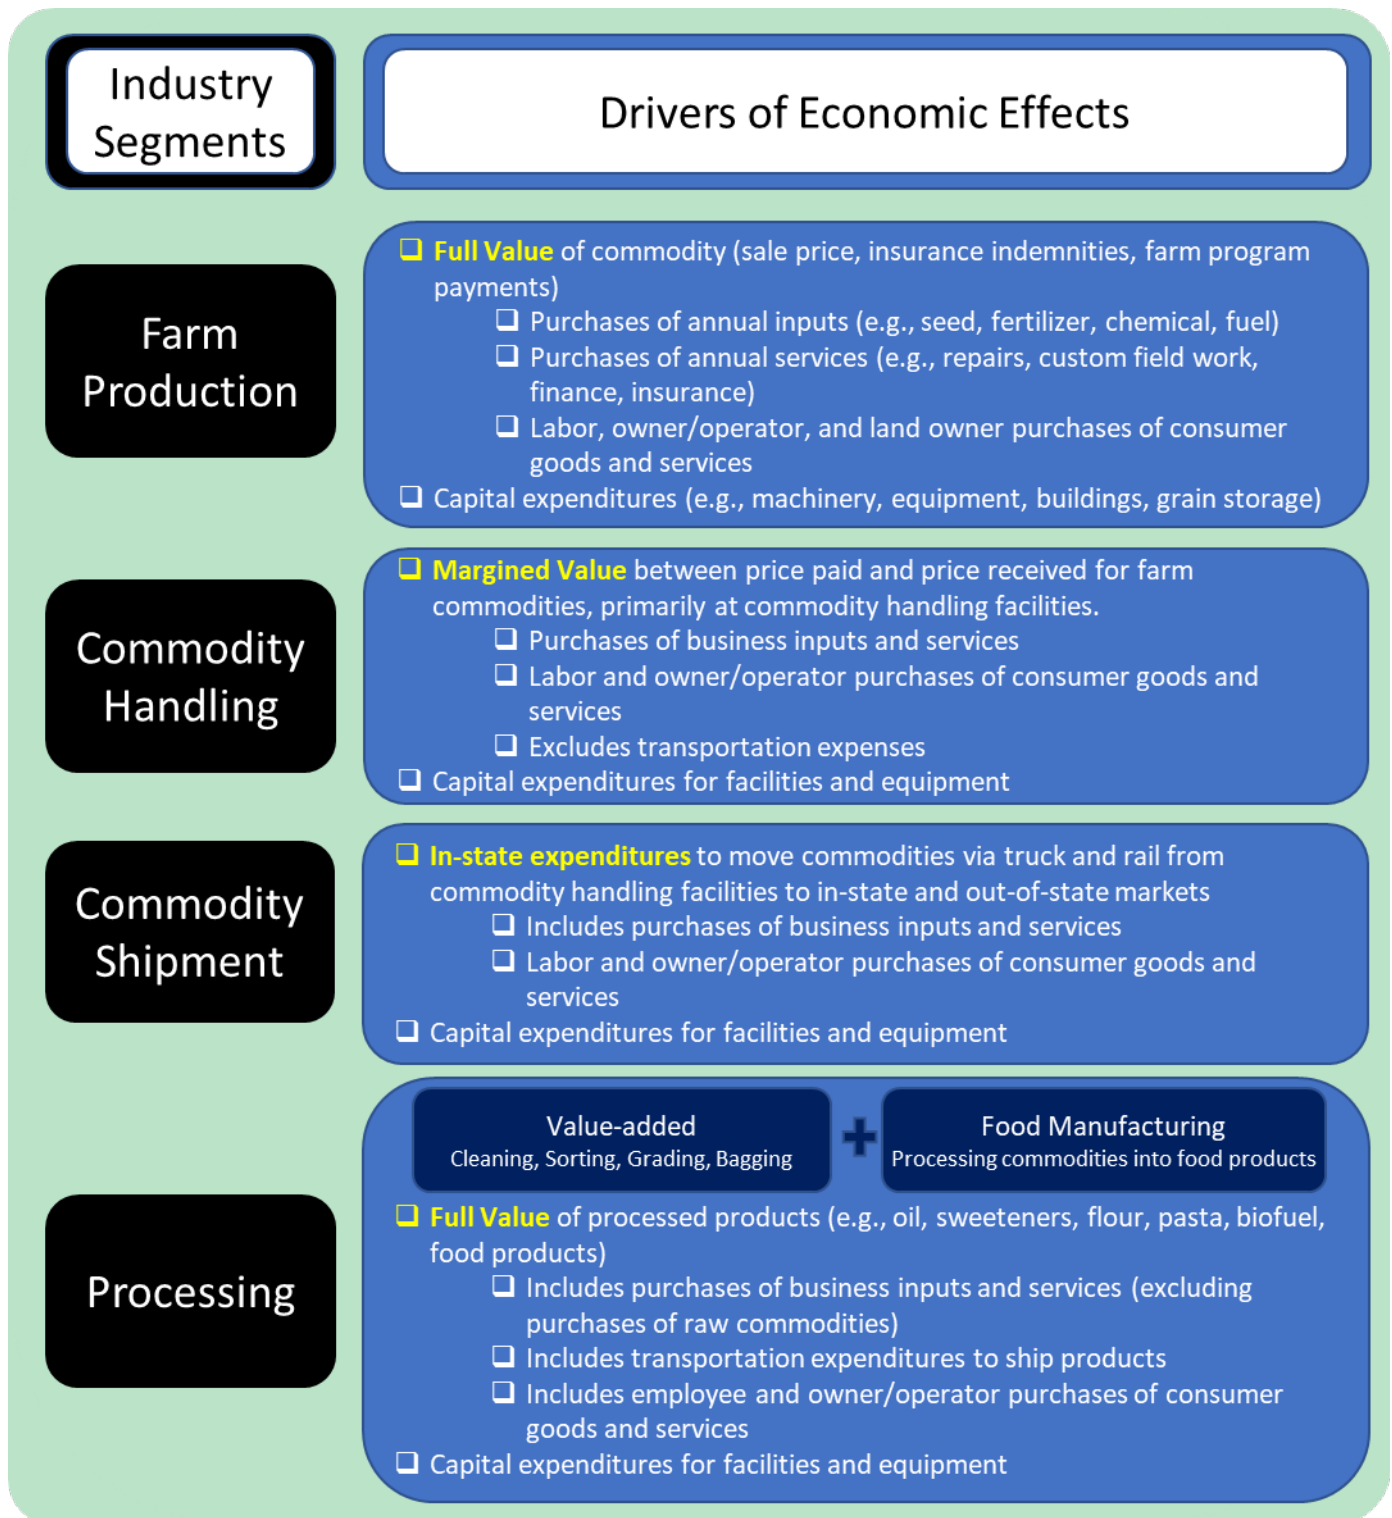 Industry
Segments
Drivers of Economic Effects
Farm
Production
Full Value of commodity (sale price, insurance indemnities, farm program
payments)
Purchases of annual inputs (e.g., seed, fertilizer, chemical, fuel)
Purchases of annual services (e.g., repairs, custom field work,
finance, insurance)
Labor, owner/operator, and land owner purchases of consumer
goods and services
Capital expenditures (e.g., machinery, equipment, buildings, grain storage)
Commodity
Handling
Margined Value between price paid and price received for farm
commodities, primarily at commodity handling facilities.
Purchases of business inputs and services
Labor and owner/operator purchases of consumer goods and
services
Excludes transportation expenses
Capital expenditures for facilities and equipment
Commodity
Shipment
In-state expenditures to move commodities via truck and rail from
commodity handling facilities to in-state and out-of-state markets
Includes purchases of business inputs and services
Labor and owner/operator purchases of consumer goods and
services
Capital expenditures for facilities and equipment
Processing
Value-added
Cleaning, Sorting, Grading, Bagging
Food Manufacturing
Processing commodities into food products
Full Value of processed products (e.g., oil, sweeteners, flour, pasta, biofuel,
food products)
Includes purchases of business inputs and services (excluding
purchases of raw commodities)
Includes transportation expenditures to ship products
Includes employee and owner/operator purchases of consumer
goods and services
Capital expenditures for facilities and equipment